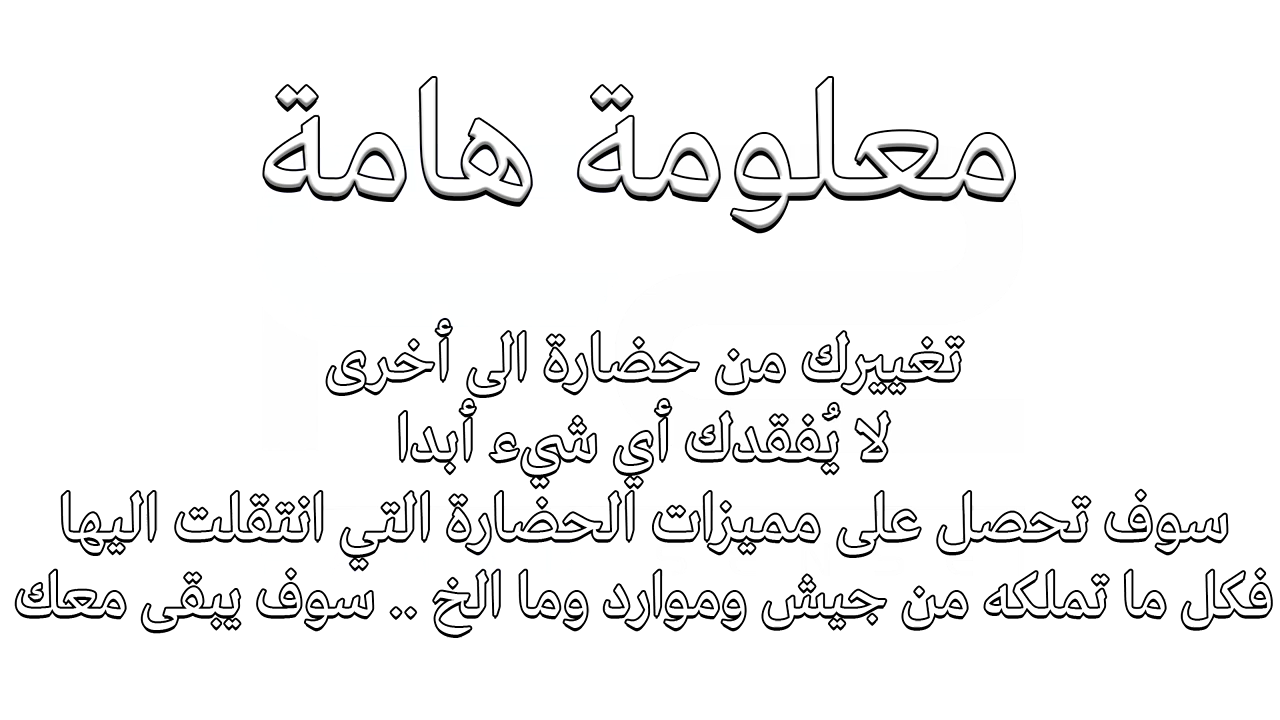 معلومة هامة
تغييرك من حضارة الى أخرى
لا يُفقدك أي شيء أبدا
سوف تحصل على مميزات الحضارة التي انتقلت اليها
فكل ما تملكه من جيش وموارد وما الخ .. سوف يبقى معك